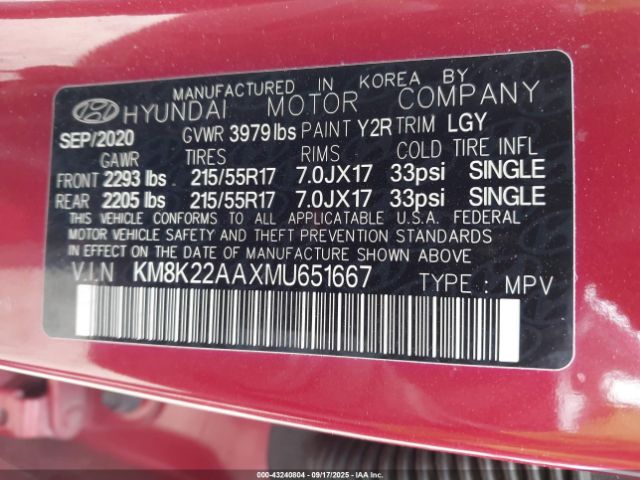 MANUFACTURED IN KOREA BY
HYUNDAI MOTOR COMPANY
SEP/2020 GVWR 3979 lbs PAINT Y2R TRIM LGY
GAWR TIRES RIMS COLD TIRE INFL
FRONT 2293 lbs 215/55R17 7.0JX17 33psi SINGLE
REAR 2205 lbs 215/55R17 7.0JX17 33psi SINGLE
THIS VEHICLE CONFORMS TO ALL APPLICABLE U.S.A. FEDERAL
MOTOR VEHICLE SAFETY AND THEFT PREVENTION STANDARDS
IN EFFECT ON THE DATE OF MANUFACTURE SHOWN ABOVE
V.I.N KM8K22AAXMU651667 TYPE : MPV
000-43240804 - 09/17/2025 - IAAI.COM